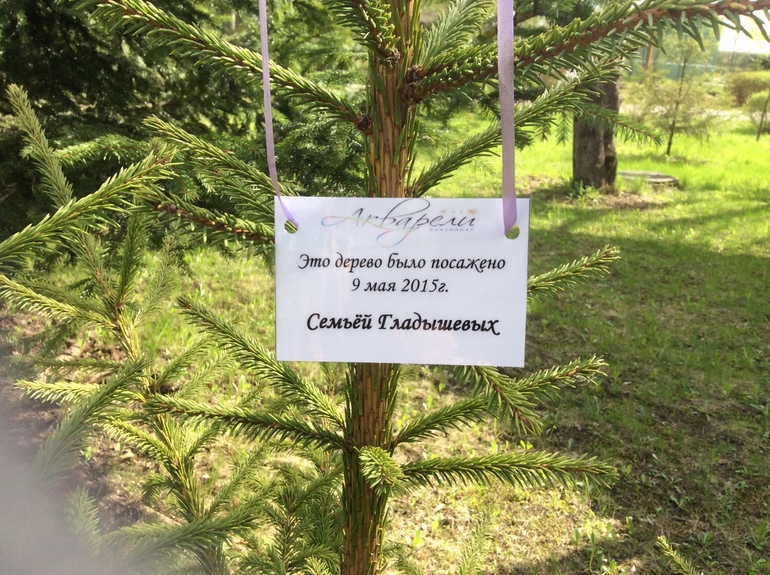 Акварели
Это дерево было посажено
9 мая 2015г.
Семьёй Гладышевых